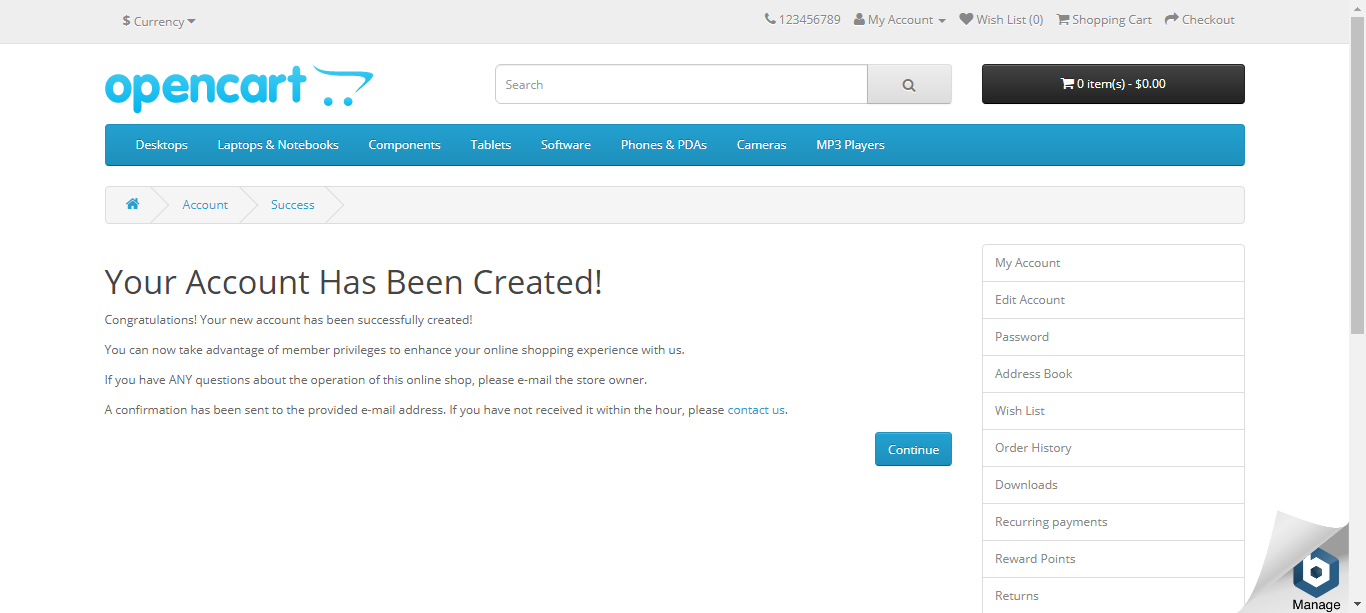 $ Currency
123456789 My Account Wish List (0) Shopping Cart Checkout
opencart
Search
0 item(s) - $0.00
Desktops Laptops & Notebooks Components Tablets Software Phones & PDAs Cameras MP3 Players
Account Success
Your Account Has Been Created!
Congratulations! Your new account has been successfully created!
You can now take advantage of member privileges to enhance your online shopping experience with us.
If you have ANY questions about the operation of this online shop, please e-mail the store owner.
A confirmation has been sent to the provided e-mail address. If you have not received it within the hour, please contact us.
Continue
My Account
Edit Account
Password
Address Book
Wish List
Order History
Downloads
Recurring payments
Reward Points
Returns
b
Manage